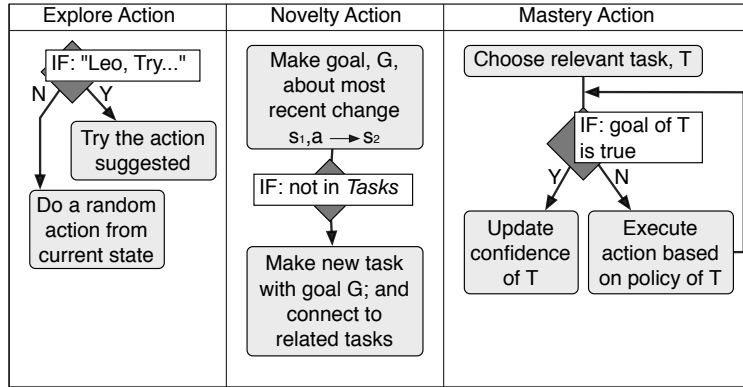 Explore Action
IF: "Leo, Try..."
N
Y
Try the action
suggested
Do a random
action from
current state
Novelty Action
Make goal, G,
about most
recent change
s₁,a → s₂
IF: not in Tasks
Make new task
with goal G; and
connect to
related tasks
Mastery Action
Choose relevant task, T
IF: goal of T
is true
Y
N
Update
confidence
of T
Execute
action based
on policy of T